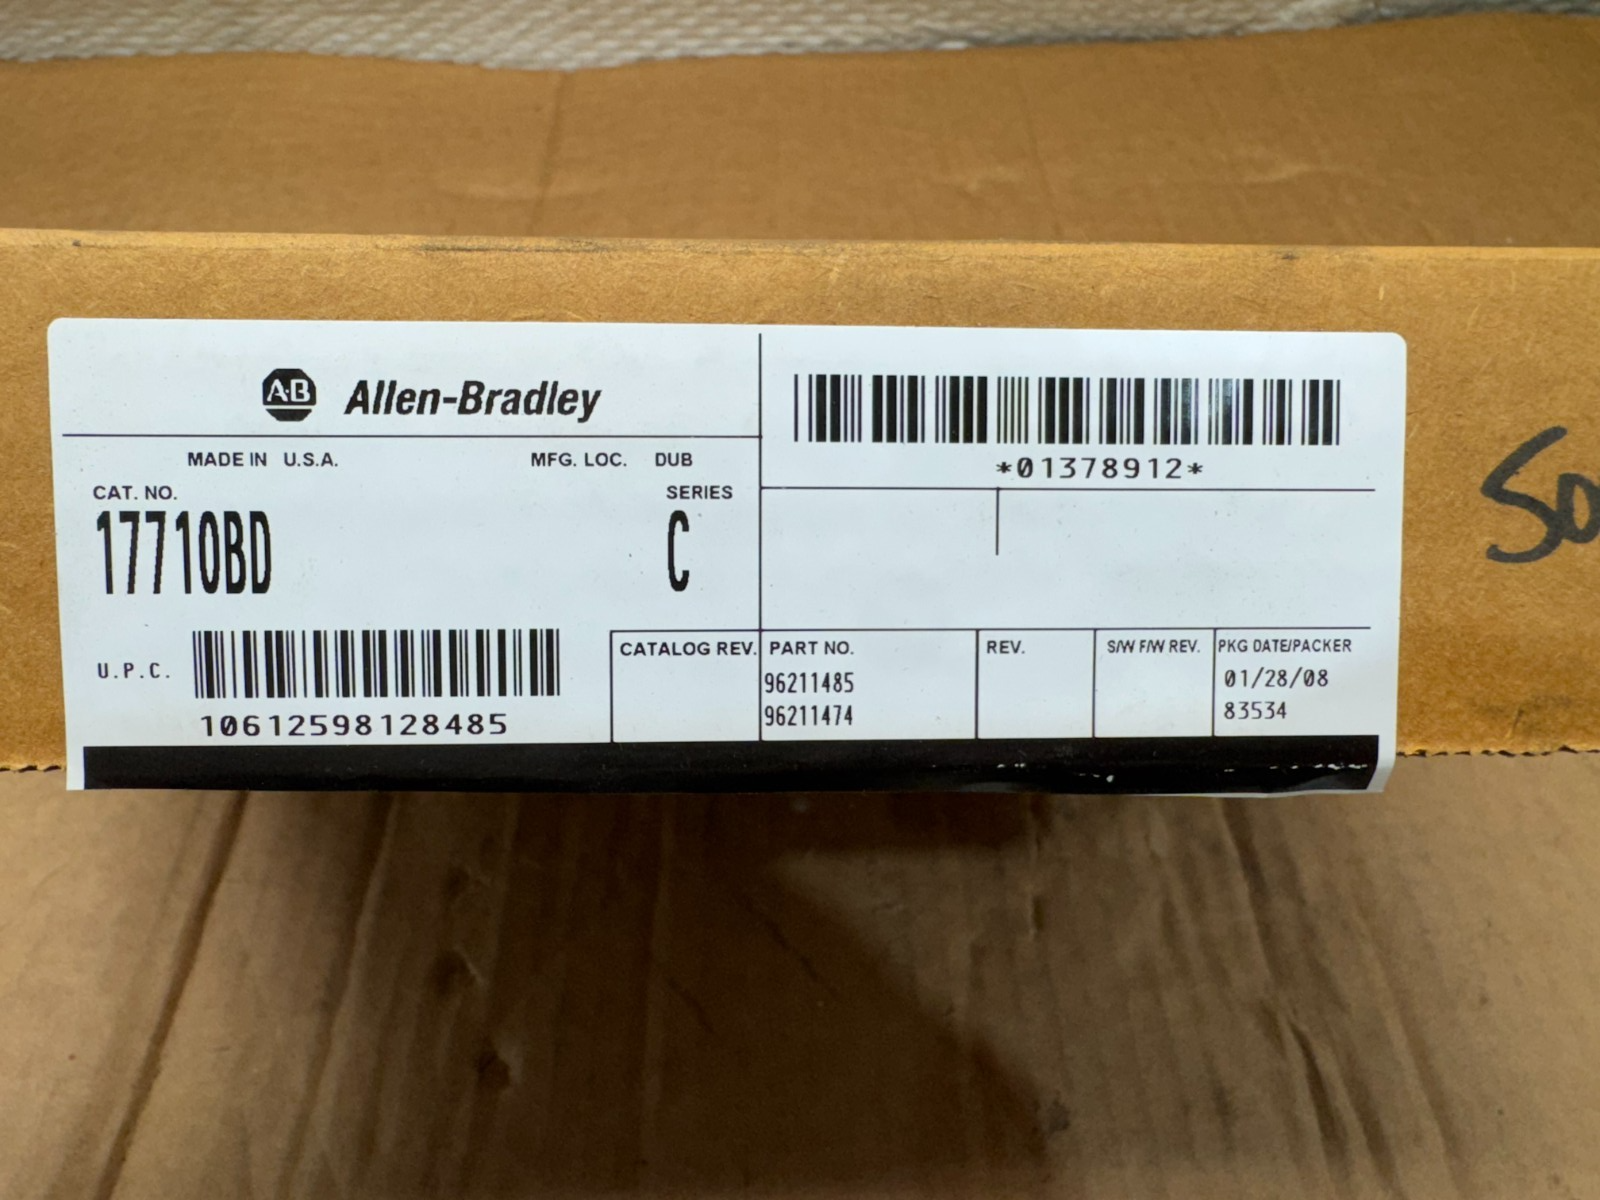 A-B Allen-Bradley
MADE IN U.S.A. MFG. LOC. DUB
CAT. NO. SERIES
1771OBD C
U.P.C.
10612598128485
*01378912*
CATALOG REV. PART NO. REV. S/W F/W REV. PKG DATE/PACKER
96211485 01/28/08
96211474 83534